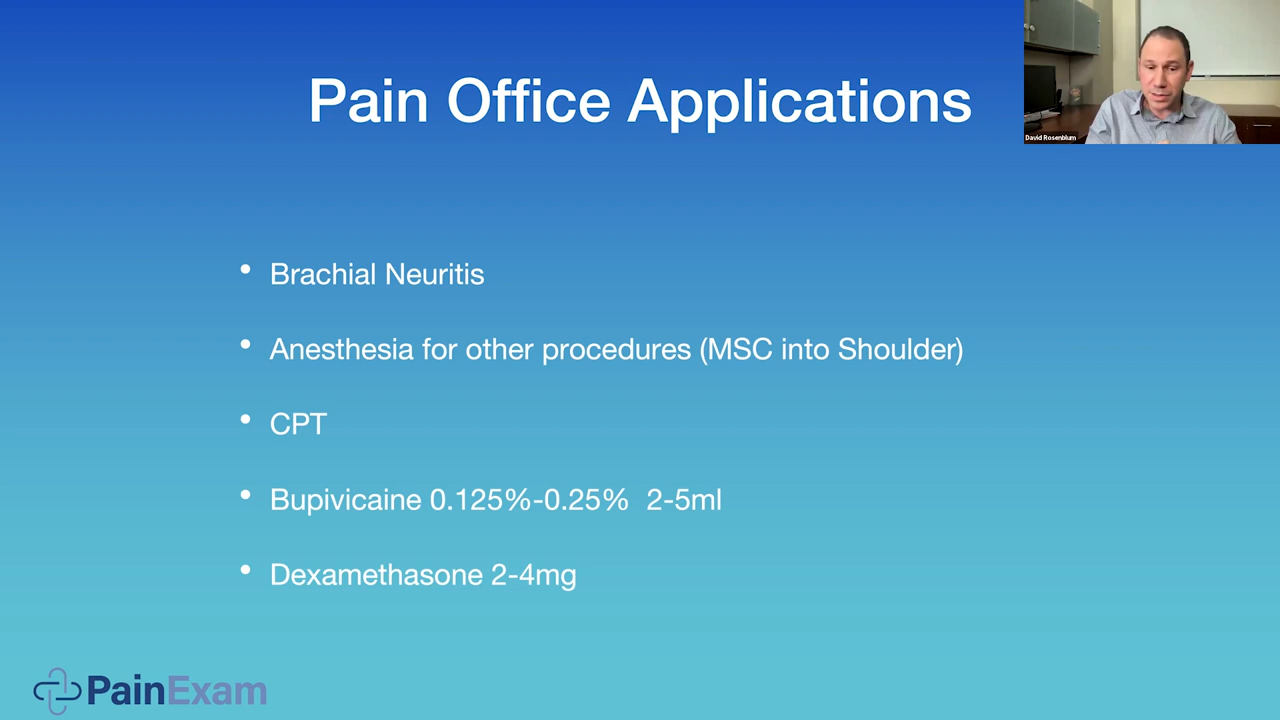 Pain Office Applications
David Rosenblum
• Brachial Neuritis
• Anesthesia for other procedures (MSC into Shoulder)
• CPT
• Bupivicaine 0.125%-0.25% 2-5ml
• Dexamethasone 2-4mg
PainExam